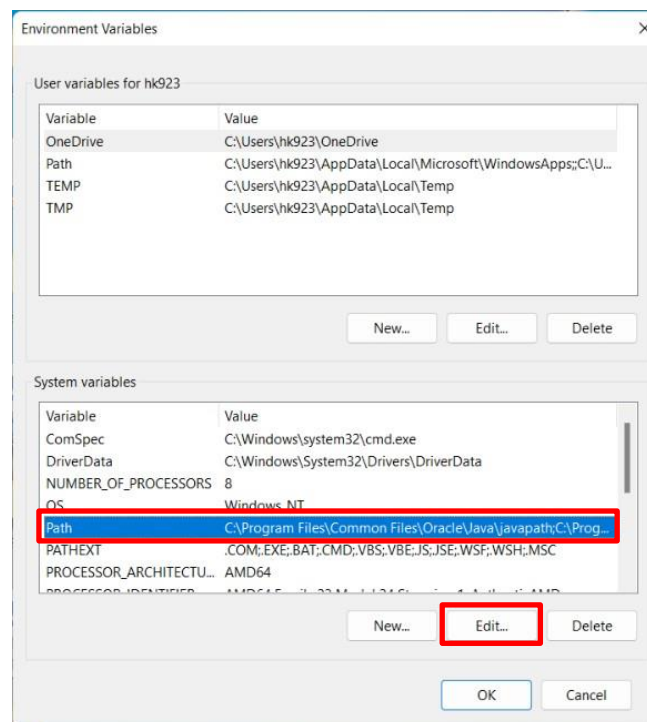 Environment Variables
User variables for hk923
Variable Value
OneDrive C:\Users\hk923\OneDrive
Path C:\Users\hk923\AppData\Local\Microsoft\WindowsApps;;C:\U...
TEMP C:\Users\hk923\AppData\Local\Temp
TMP C:\Users\hk923\AppData\Local\Temp
New... Edit... Delete
System variables
Variable Value
ComSpec C:\Windows\system32\cmd.exe
DriverData C:\Windows\System32\Drivers\DriverData
NUMBER_OF_PROCESSORS 8
OS Windows_NT
Path C:\Program Files\Common Files\Oracle\Java\javapath;C:\Prog...
PATHEXT .COM;.EXE;.BAT;.CMD;.VBS;.VBE;.JS;.JSE;.WSF;.WSH;.MSC
PROCESSOR_ARCHITECTU... AMD64
New... Edit... Delete
OK Cancel